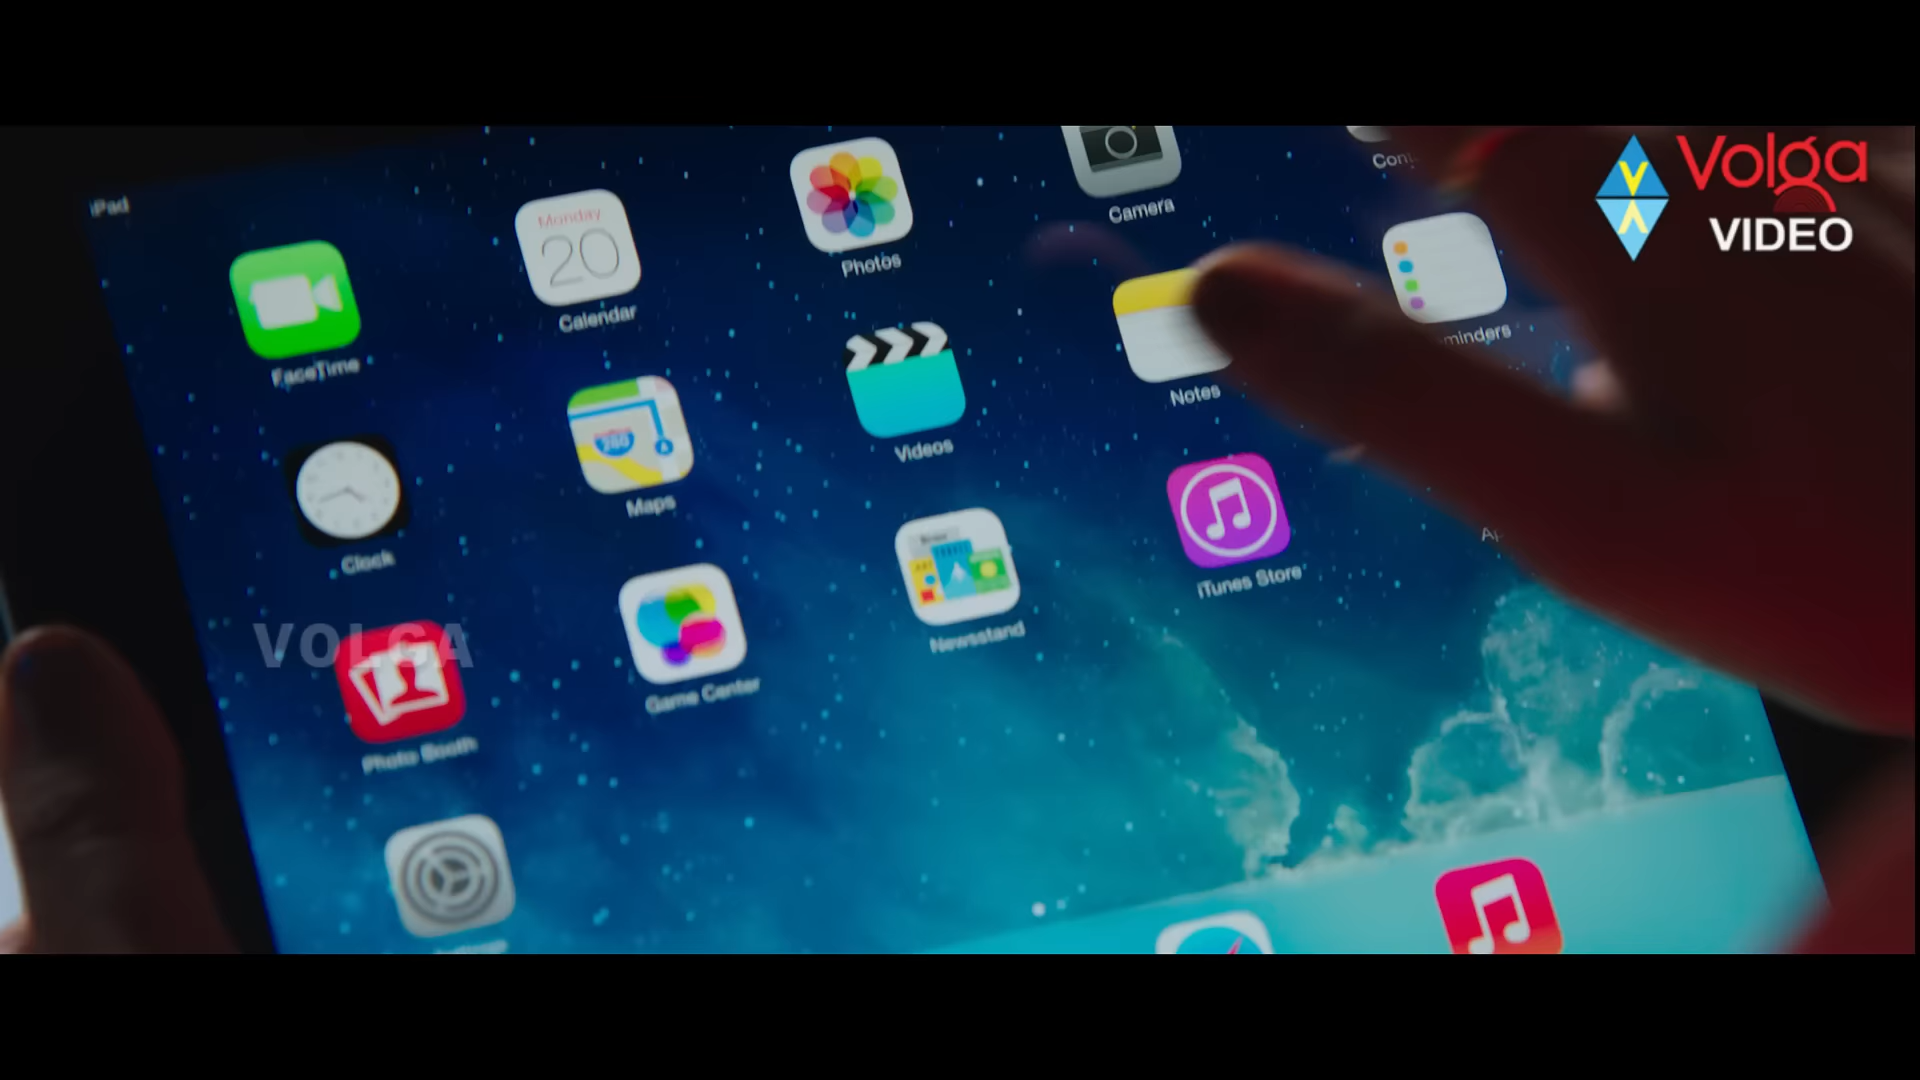 iPad
Volga
VIDEO
FaceTime
Monday
20
Calendar
Photos
Camera
Clock
280
Maps
Videos
Notes
minders
VOLGA
Photo Booth
Game Center
Newsstand
iTunes Store